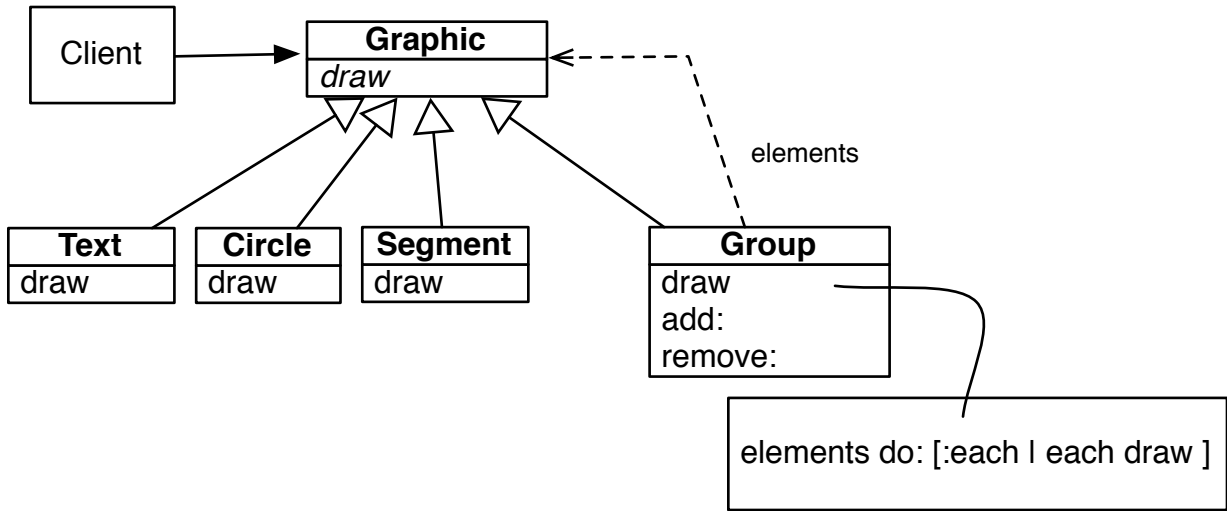 Client
Graphic
draw
elements
Text
draw
Circle
draw
Segment
draw
Group
draw
add:
remove:
elements do: [:each | each draw ]